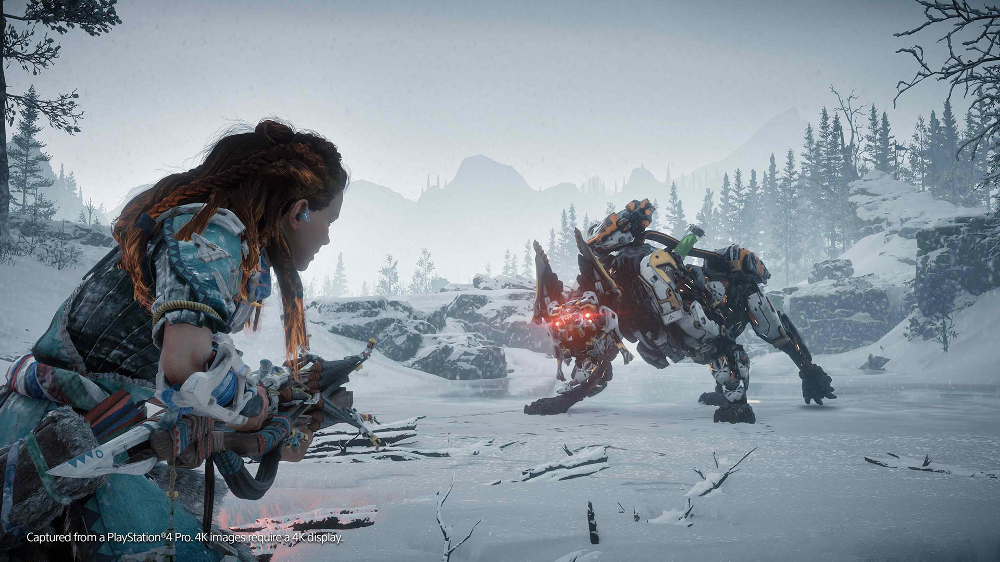 Captured from a PlayStation®4 Pro. 4K images require a 4K display.